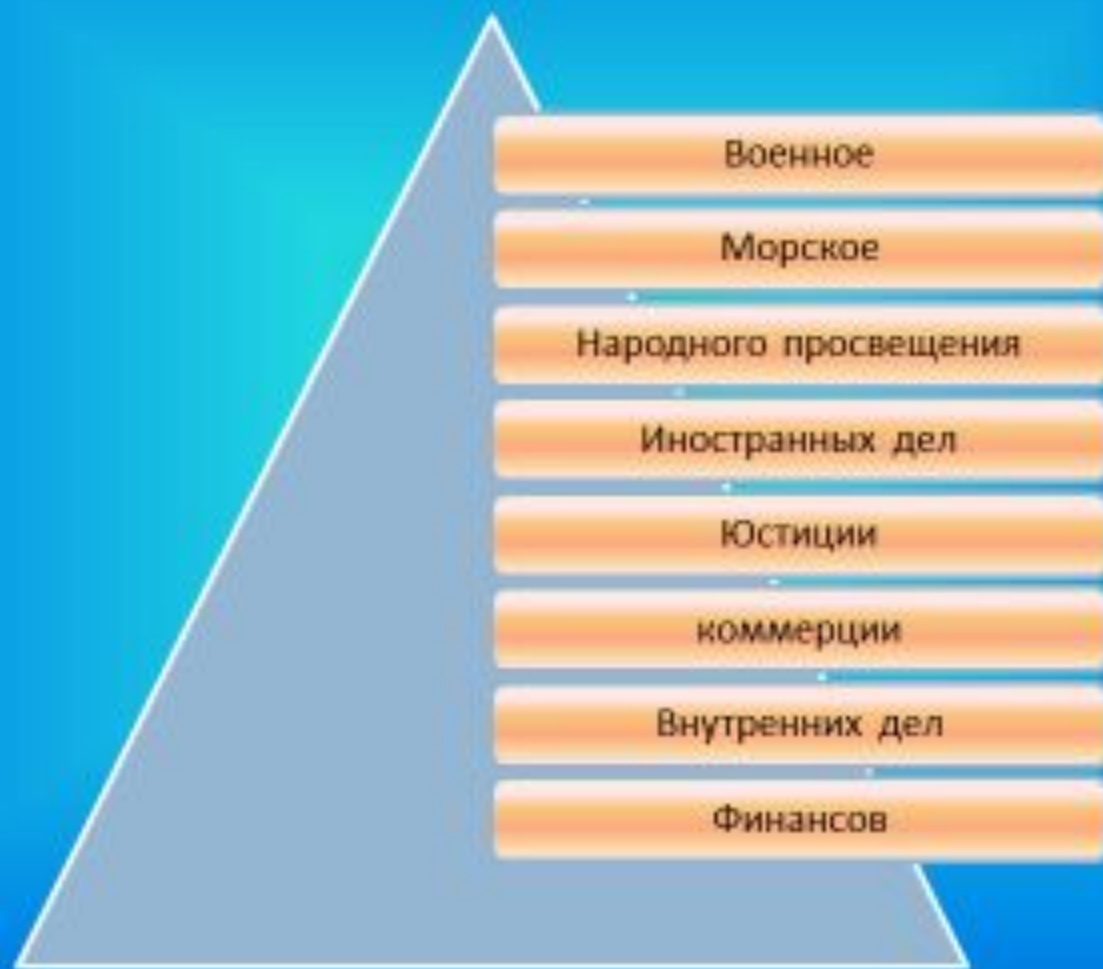 Военное
Морское
Народного просвещения
Иностранных дел
Юстиции
коммерции
Внутренних дел
Финансов